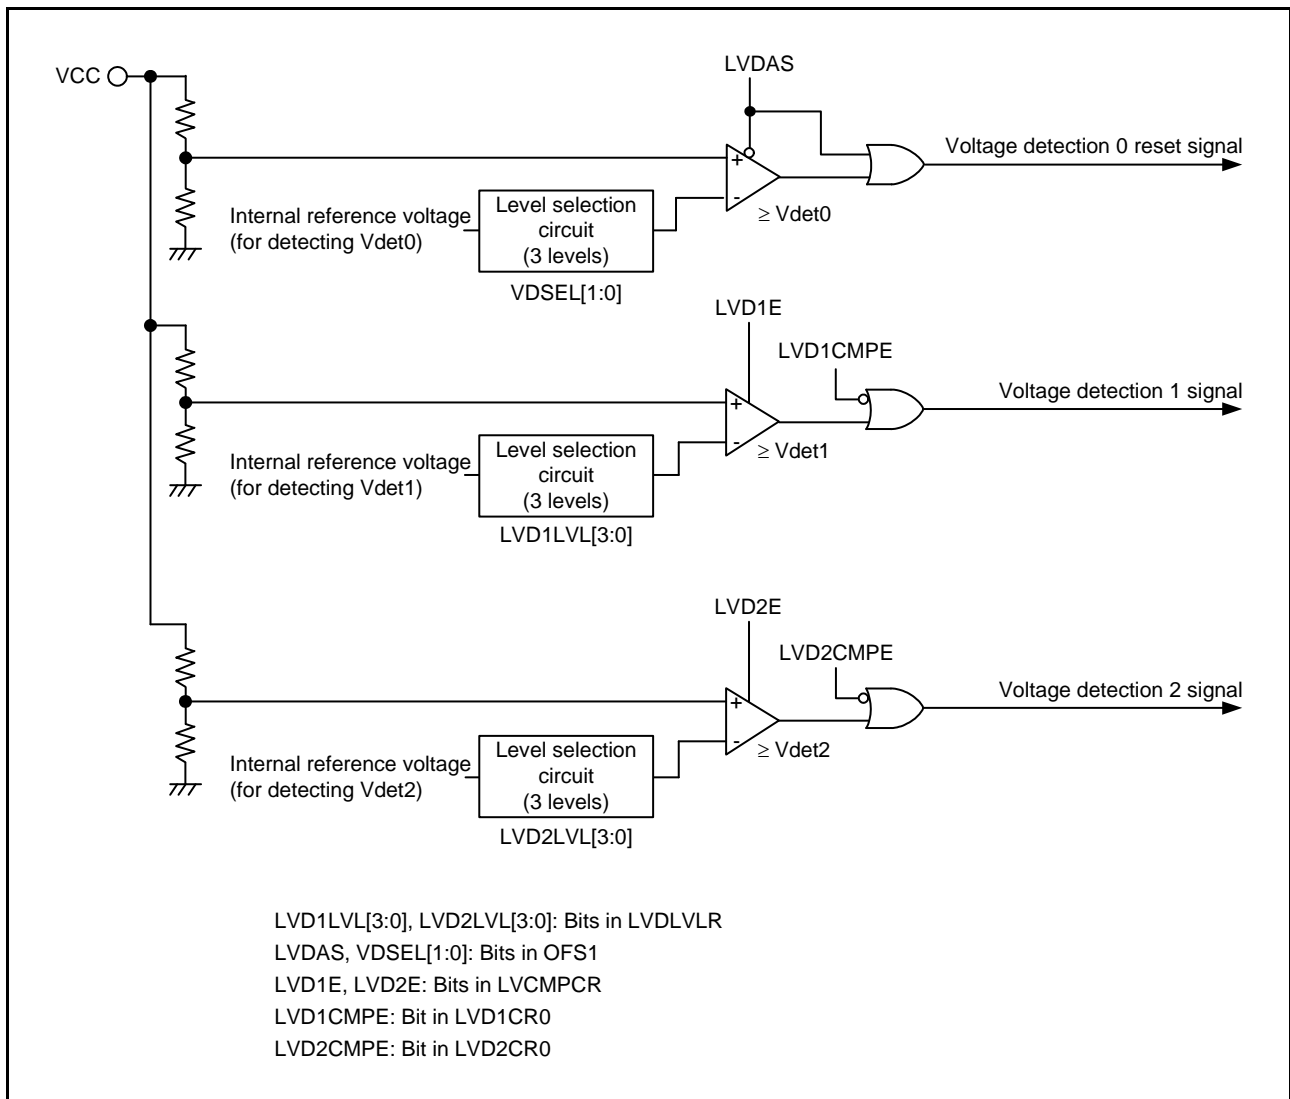 VCC
LVDAS
+
-
≥ Vdet0
Voltage detection 0 reset signal
Internal reference voltage
(for detecting Vdet0)
Level selection
circuit
(3 levels)
VDSEL[1:0]
LVD1E
LVD1CMPE
+
-
≥ Vdet1
Voltage detection 1 signal
Internal reference voltage
(for detecting Vdet1)
Level selection
circuit
(3 levels)
LVD1LVL[3:0]
LVD2E
LVD2CMPE
+
-
≥ Vdet2
Voltage detection 2 signal
Internal reference voltage
(for detecting Vdet2)
Level selection
circuit
(3 levels)
LVD2LVL[3:0]
LVD1LVL[3:0], LVD2LVL[3:0]: Bits in LVDLVLR
LVDAS, VDSEL[1:0]: Bits in OFS1
LVD1E, LVD2E: Bits in LVCMPCR
LVD1CMPE: Bit in LVD1CR0
LVD2CMPE: Bit in LVD2CR0